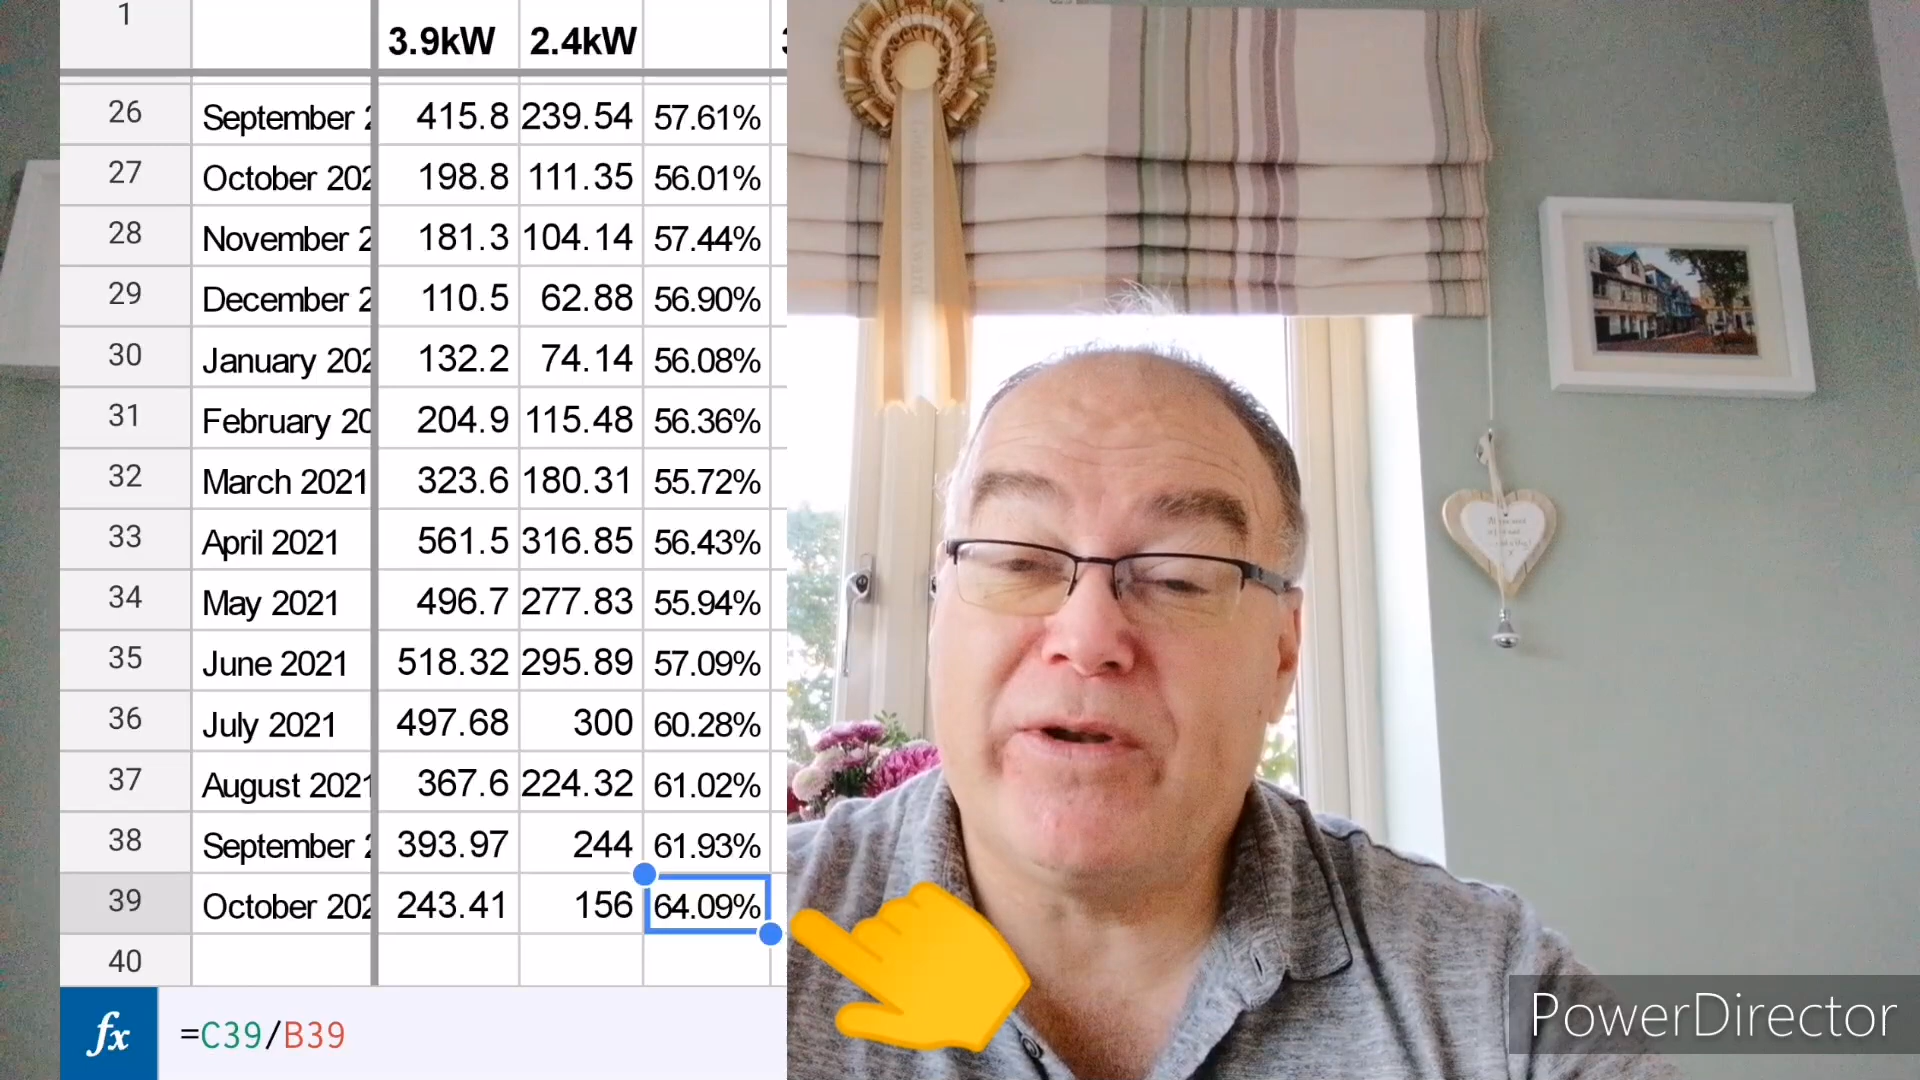 1 3.9kW 2.4kW
26 September 2 415.8 239.54 57.61%
27 October 202 198.8 111.35 56.01%
28 November 2 181.3 104.14 57.44%
29 December 2 110.5 62.88 56.90%
30 January 202 132.2 74.14 56.08%
31 February 20 204.9 115.48 56.36%
32 March 2021 323.6 180.31 55.72%
33 April 2021 561.5 316.85 56.43%
34 May 2021 496.7 277.83 55.94%
35 June 2021 518.32 295.89 57.09%
36 July 2021 497.68 300 60.28%
37 August 2021 367.6 224.32 61.02%
38 September 2 393.97 244 61.93%
39 October 202 243.41 156 64.09%
40
fx =C39/B39
PowerDirector